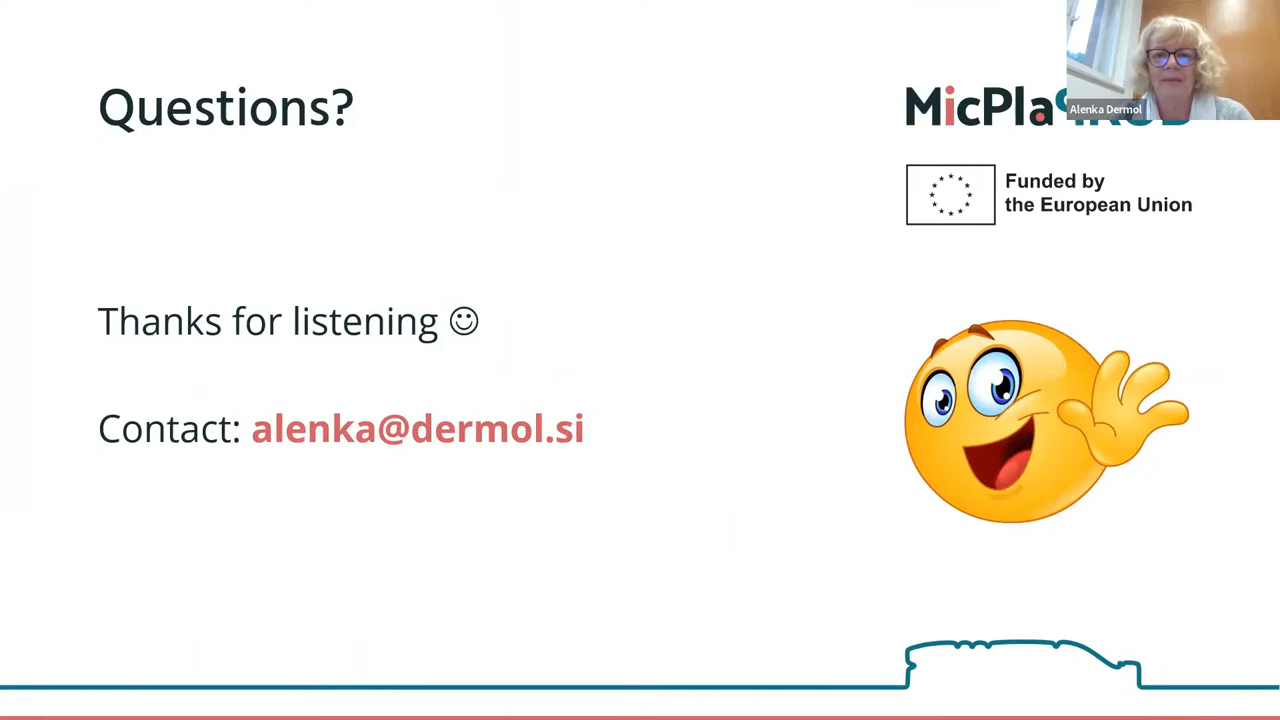 Questions?
Alenka Dermol
Funded by
the European Union
Thanks for listening ☺
Contact: alenka@dermol.si